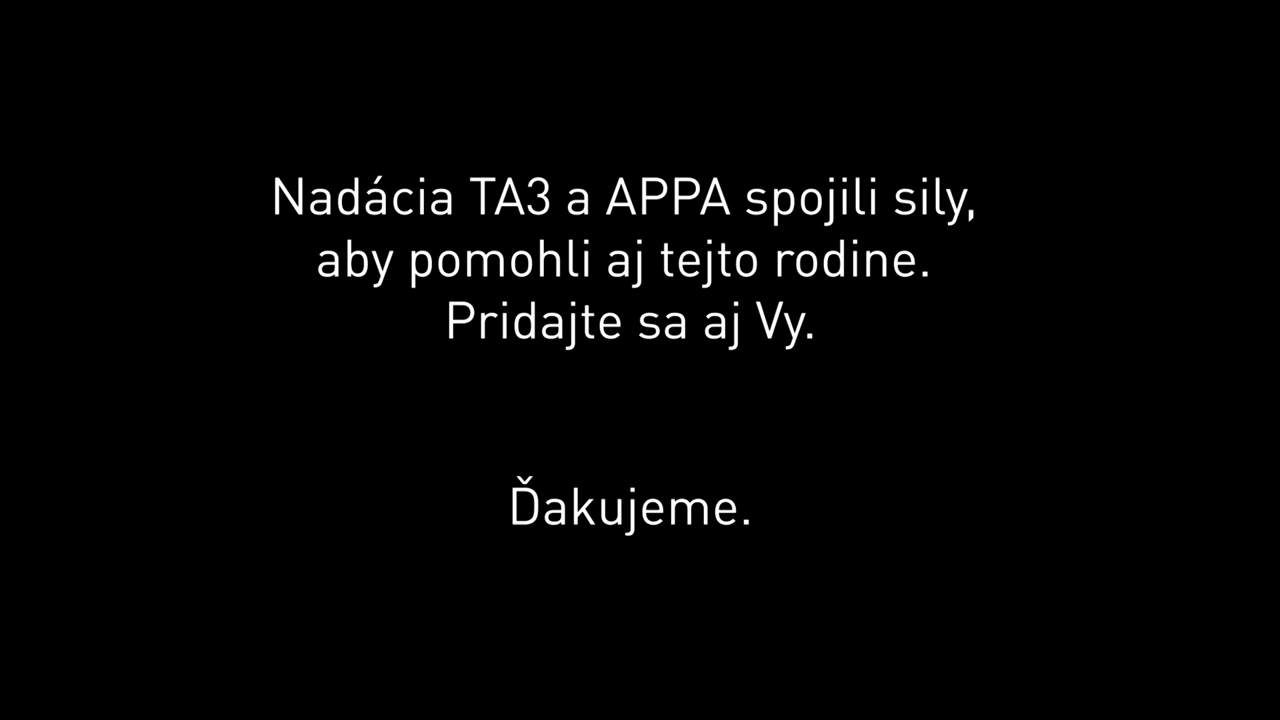 Nadácia TA3 a APPA spojili sily,
aby pomohli aj tejto rodine.
Pridajte sa aj Vy.
Ďakujeme.